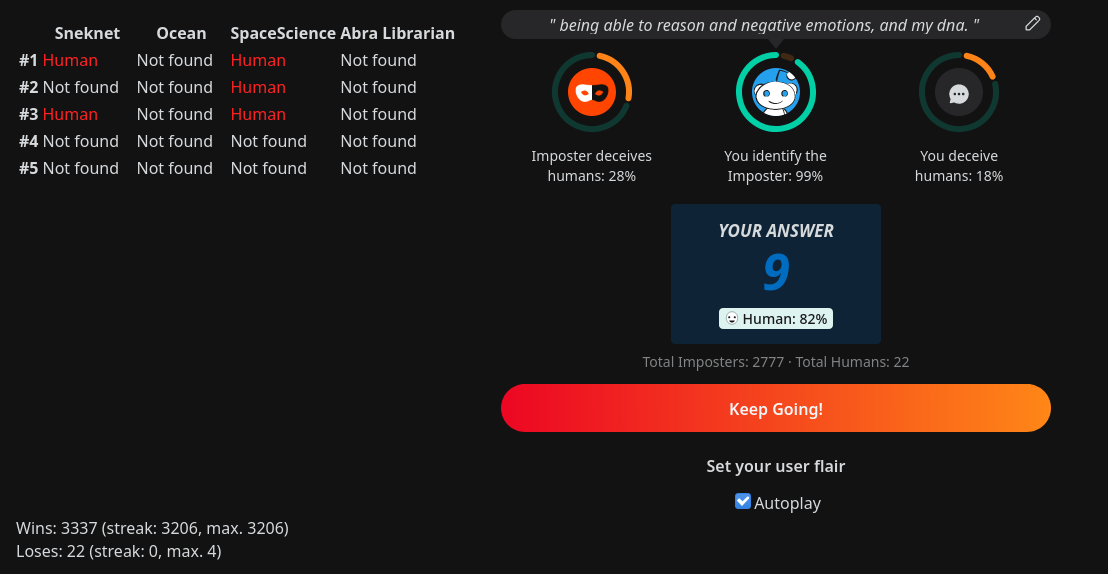 Sneknet Ocean SpaceScience Abra Librarian
#1 Human Not found Human Not found
#2 Not found Not found Human Not found
#3 Human Not found Human Not found
#4 Not found Not found Not found Not found
#5 Not found Not found Not found Not found
" being able to reason and negative emotions, and my dna. "
Imposter deceives
humans: 28%
You identify the
Imposter: 99%
You deceive
humans: 18%
YOUR ANSWER
9
Human: 82%
Total Imposters: 2777 · Total Humans: 22
Keep Going!
Set your user flair
Autoplay
Wins: 3337 (streak: 3206, max. 3206)
Loses: 22 (streak: 0, max. 4)